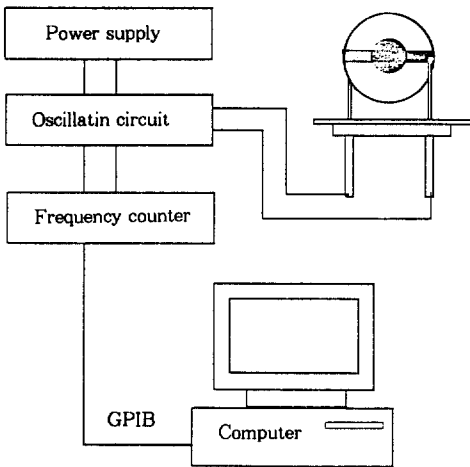 Power supply
Oscillatin circuit
Frequency counter
GPIB
Computer